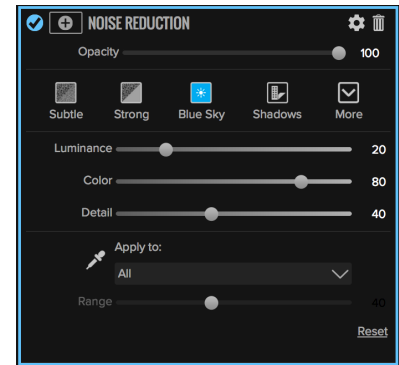 NOISE REDUCTION
Opacity 100
Subtle Strong Blue Sky Shadows More
Luminance 20
Color 80
Detail 40
Apply to:
All
Range 40
Reset